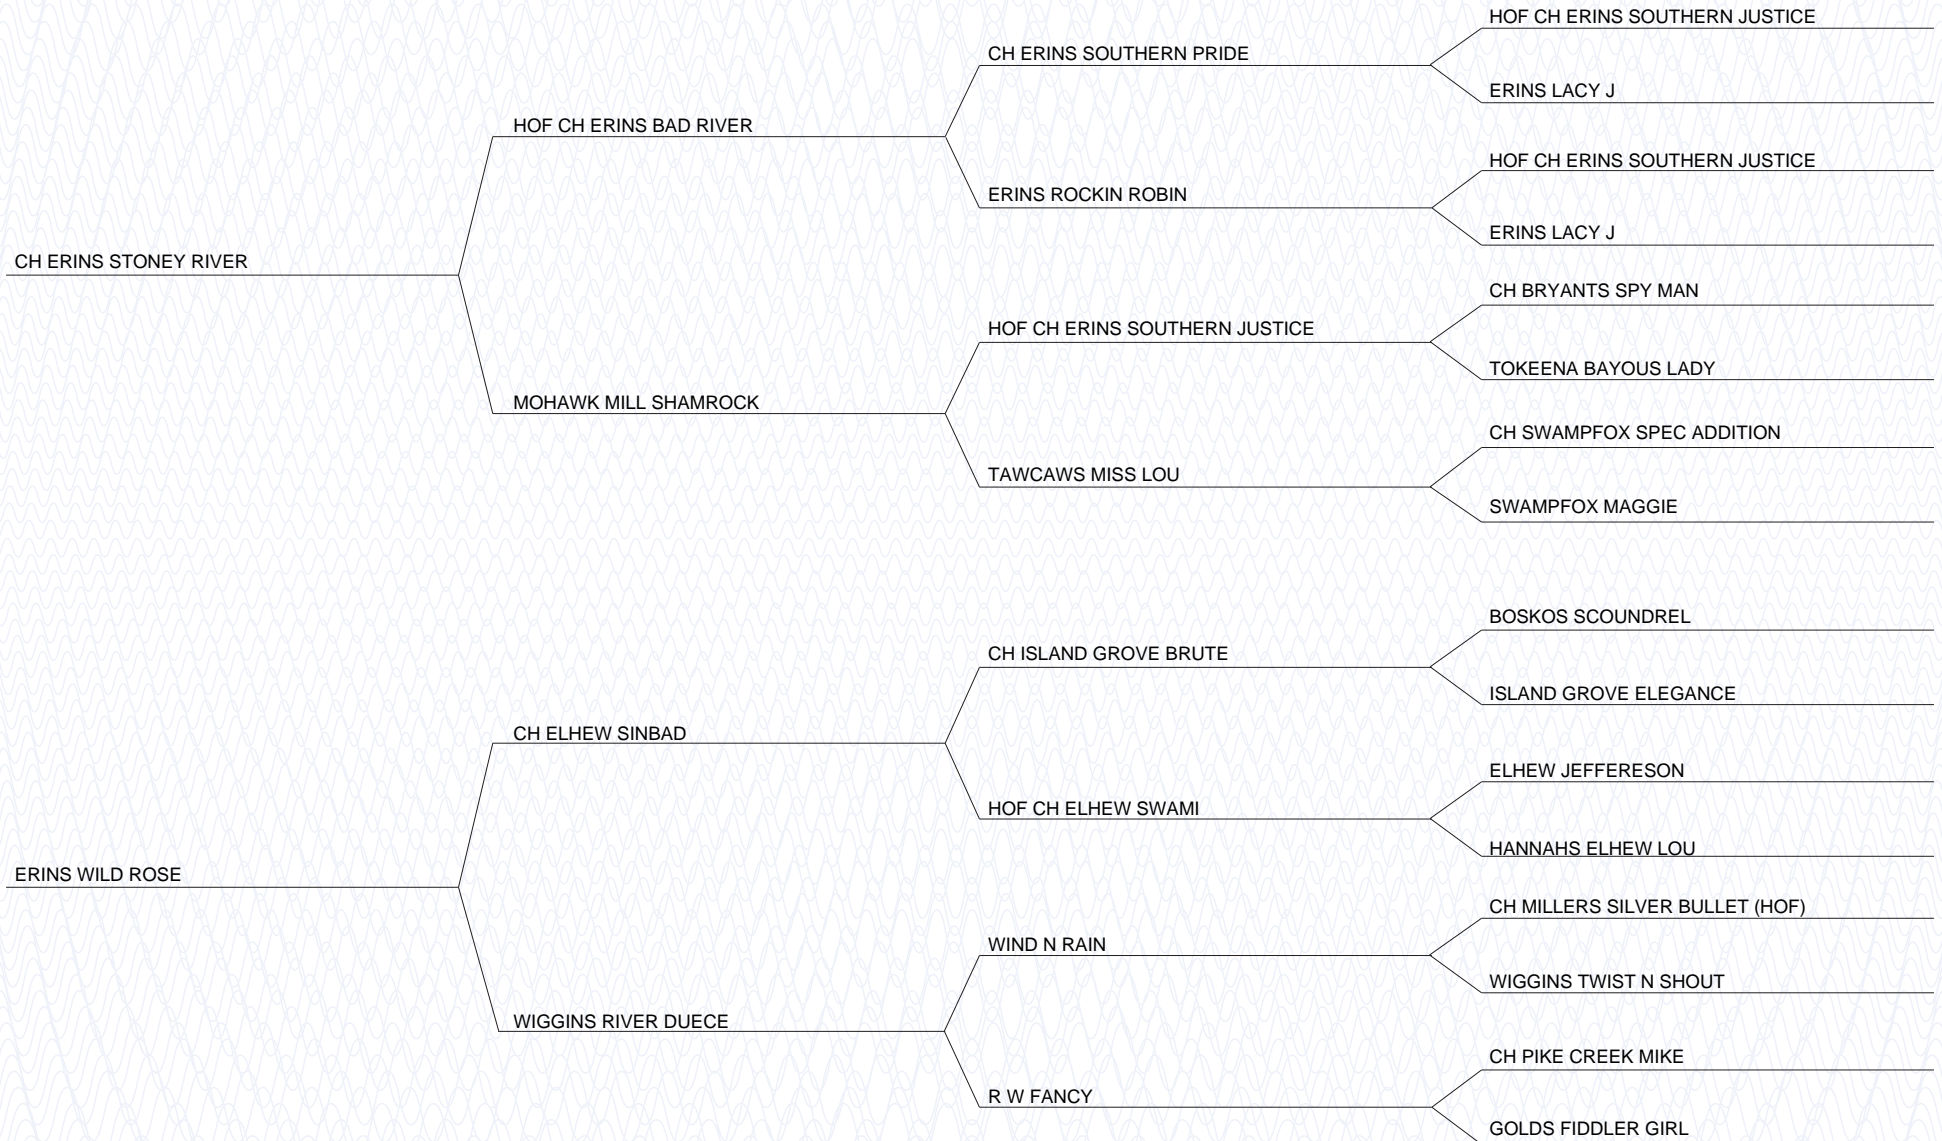 HOF CH ERINS SOUTHERN JUSTICE
CH ERINS SOUTHERN PRIDE
ERINS LACY J
HOF CH ERINS BAD RIVER
HOF CH ERINS SOUTHERN JUSTICE
ERINS ROCKIN ROBIN
ERINS LACY J
CH ERINS STONEY RIVER
CH BRYANTS SPY MAN
HOF CH ERINS SOUTHERN JUSTICE
TOKEENA BAYOUS LADY
MOHAWK MILL SHAMROCK
CH SWAMPFOX SPEC ADDITION
TAWCAWS MISS LOU
SWAMPFOX MAGGIE
BOSKOS SCOUNDREL
CH ISLAND GROVE BRUTE
ISLAND GROVE ELEGANCE
CH ELHEW SINBAD
ELHEW JEFFERESON
HOF CH ELHEW SWAMI
HANNAHS ELHEW LOU
ERINS WILD ROSE
CH MILLERS SILVER BULLET (HOF)
WIND N RAIN
WIGGINS TWIST N SHOUT
WIGGINS RIVER DUECE
CH PIKE CREEK MIKE
R W FANCY
GOLDS FIDDLER GIRL